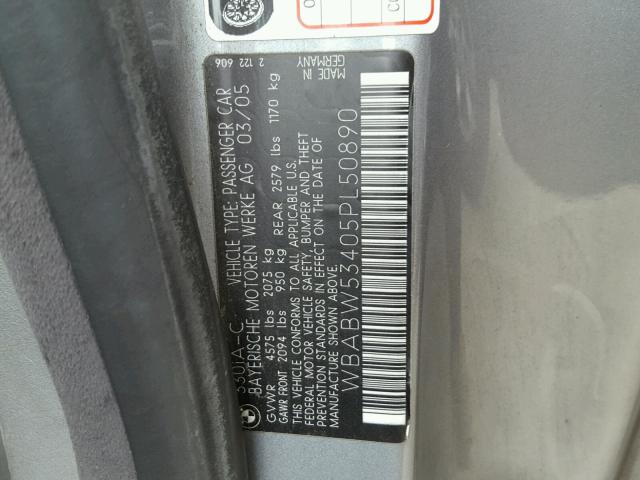 330IA-C VEHICLE TYPE: PASSENGER CAR
BAYERISCHE MOTOREN WERKE AG 03/05
GVWR 4575 lbs 2075 kg
GAWR FRONT 2094 lbs 950 kg REAR 2579 lbs 1170 kg
THIS VEHICLE CONFORMS TO ALL APPLICABLE U.S.
FEDERAL MOTOR VEHICLE SAFETY, BUMPER AND THEFT
PREVENTION STANDARDS IN EFFECT ON THE DATE OF
MANUFACTURE SHOWN ABOVE.
WBABW53405PL50890
2 122 606
MADE IN
GERMANY